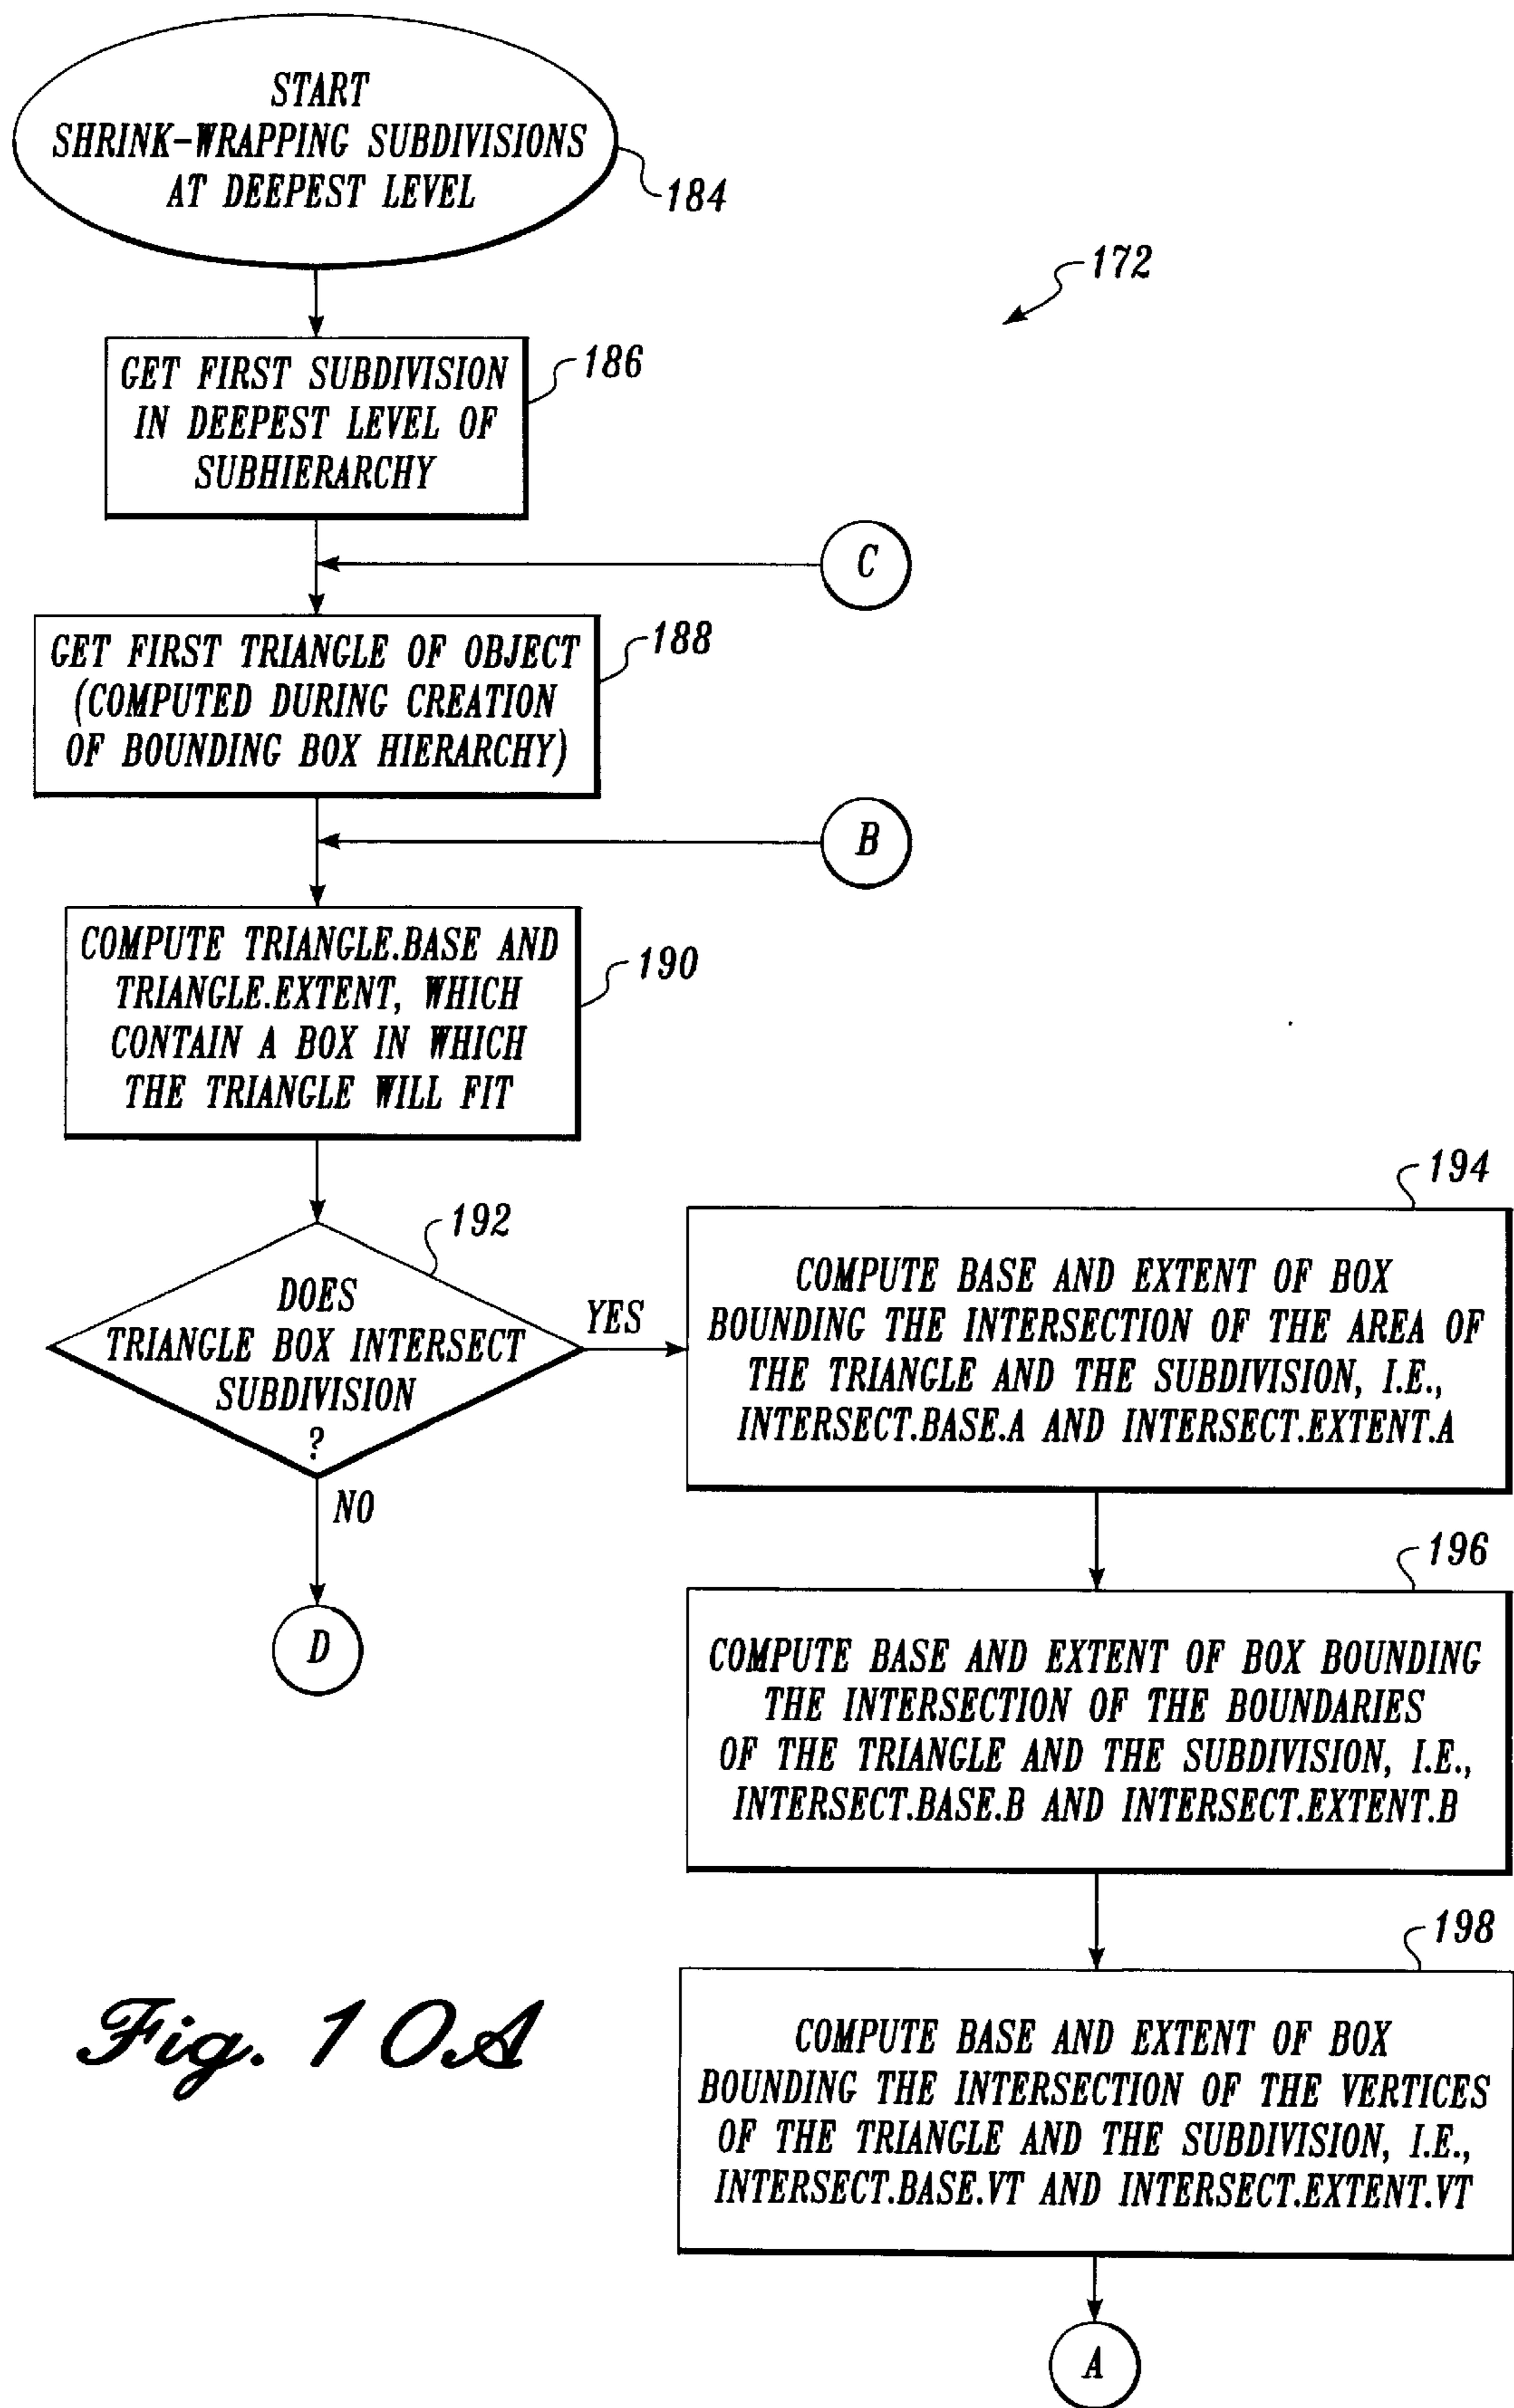 START
SHRINK-WRAPPING SUBDIVISIONS
AT DEEPEST LEVEL
184
172
GET FIRST SUBDIVISION
IN DEEPEST LEVEL OF
SUBHIERARCHY
186
C
GET FIRST TRIANGLE OF OBJECT
(COMPUTED DURING CREATION
OF BOUNDING BOX HIERARCHY)
188
B
COMPUTE TRIANGLE.BASE AND
TRIANGLE.EXTENT, WHICH
CONTAIN A BOX IN WHICH
THE TRIANGLE WILL FIT
190
DOES
TRIANGLE BOX INTERSECT
SUBDIVISION
?
192
YES
NO
D
194
COMPUTE BASE AND EXTENT OF BOX
BOUNDING THE INTERSECTION OF THE AREA OF
THE TRIANGLE AND THE SUBDIVISION, I.E.,
INTERSECT.BASE.A AND INTERSECT.EXTENT.A
196
COMPUTE BASE AND EXTENT OF BOX BOUNDING
THE INTERSECTION OF THE BOUNDARIES
OF THE TRIANGLE AND THE SUBDIVISION, I.E.,
INTERSECT.BASE.B AND INTERSECT.EXTENT.B
198
COMPUTE BASE AND EXTENT OF BOX
BOUNDING THE INTERSECTION OF THE VERTICES
OF THE TRIANGLE AND THE SUBDIVISION, I.E.,
INTERSECT.BASE.VT AND INTERSECT.EXTENT.VT
A
Fig. 10A